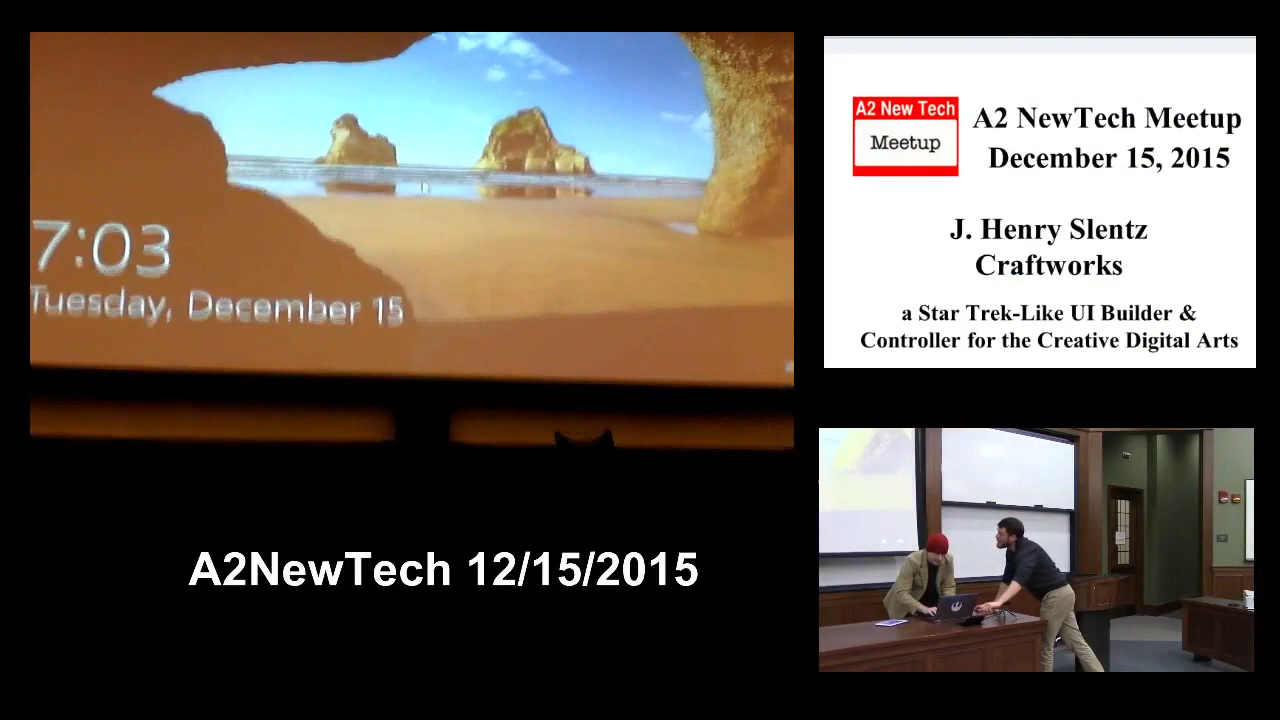 7:03
Tuesday, December 15
A2 New Tech
Meetup
A2 NewTech Meetup
December 15, 2015
J. Henry Slentz
Craftworks
a Star Trek-Like UI Builder &
Controller for the Creative Digital Arts
A2NewTech 12/15/2015